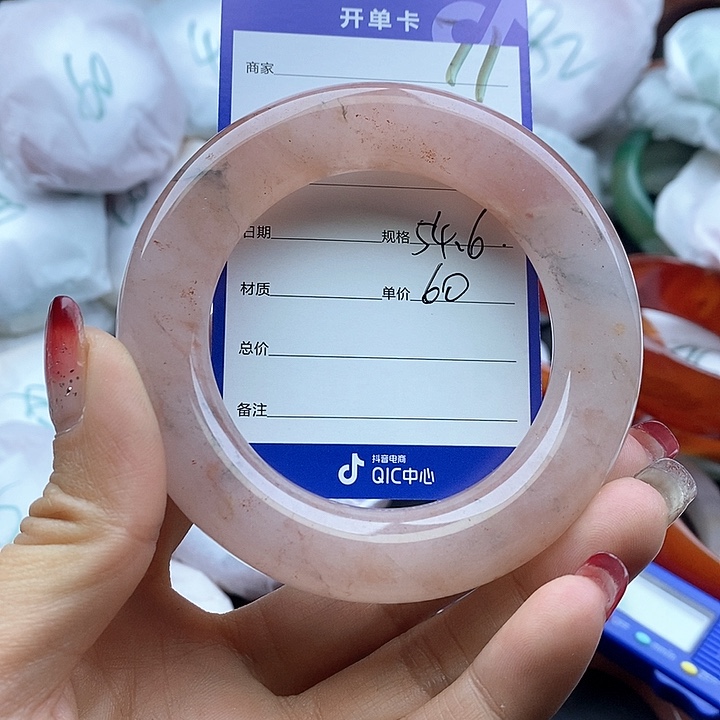 开单卡
商家 11
日期 规格 54.6
材质 单价 60
总价
备注
抖音电商
QIC中心